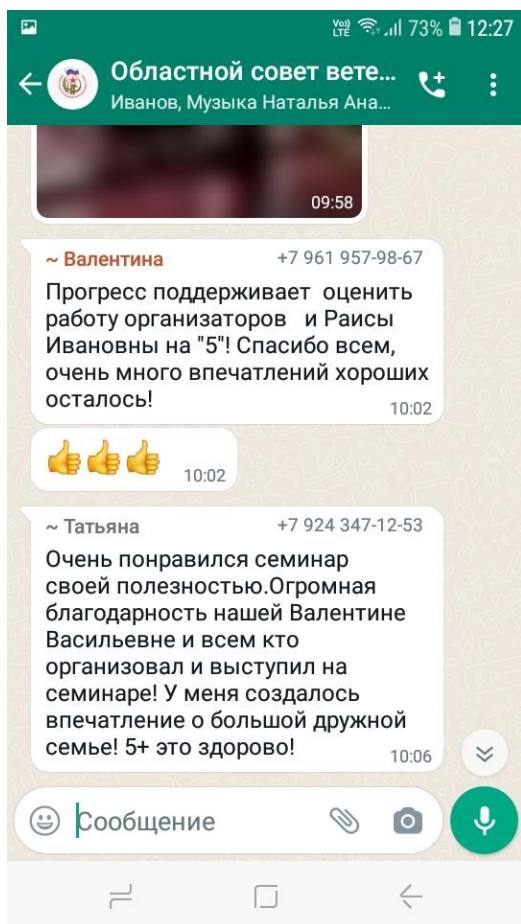 Vo)) LTE 73% 12:27
Областной совет вете...
Иванов, Музыка Наталья Ана...
09:58
~ Валентина +7 961 957-98-67
Прогресс поддерживает оценить
работу организаторов и Раисы
Ивановны на "5"! Спасибо всем,
очень много впечатлений хороших
осталось!
10:02
10:02
~ Татьяна +7 924 347-12-53
Очень понравился семинар
своей полезностью.Огромная
благодарность нашей Валентине
Васильевне и всем кто
организовал и выступил на
семинаре! У меня создалось
впечатление о большой дружной
семье! 5+ это здорово!
10:06
Сообщение